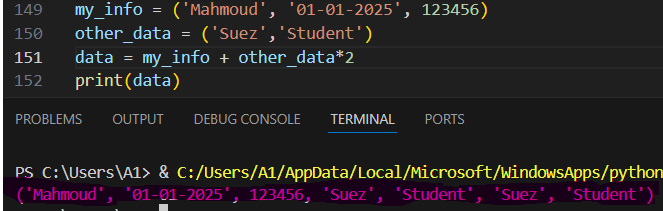 149 my_info = ('Mahmoud', '01-01-2025', 123456)
150 other_data = ('Suez','Student')
151 data = my_info + other_data*2
152 print(data)
PROBLEMS OUTPUT DEBUG CONSOLE TERMINAL PORTS
PS C:\Users\A1> & C:/Users/A1/AppData/Local/Microsoft/WindowsApps/python
('Mahmoud', '01-01-2025', 123456, 'Suez', 'Student', 'Suez', 'Student')